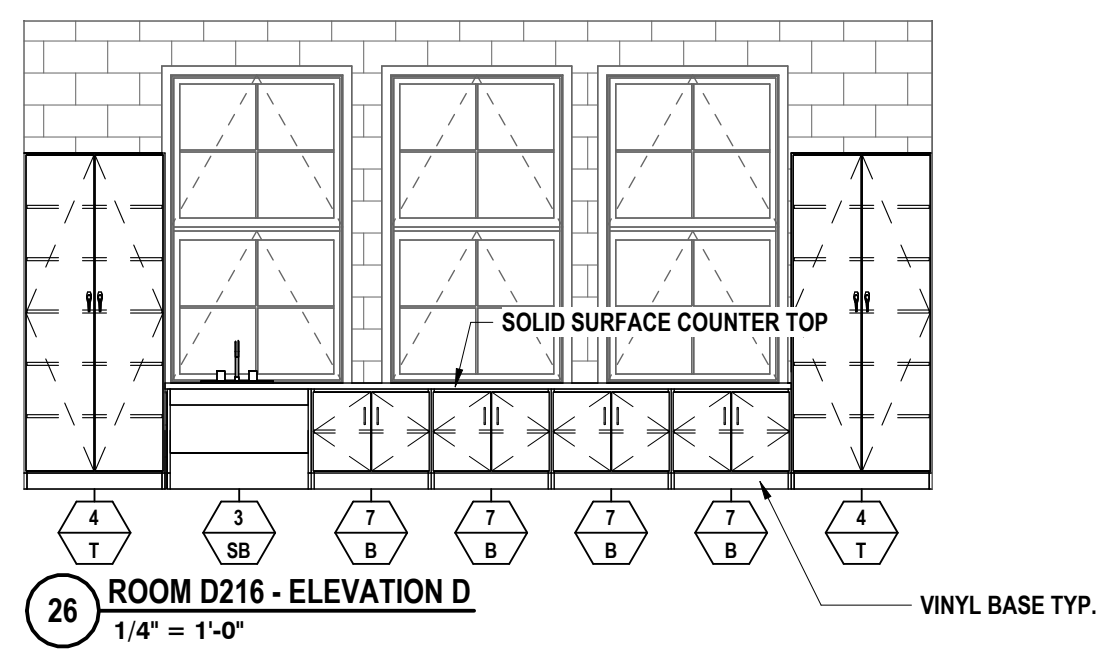 SOLID SURFACE COUNTER TOP
4 3 7 7 7 7 4
T SB B B B B T
26 ROOM D216 - ELEVATION D
1/4" = 1'-0"
VINYL BASE TYP.